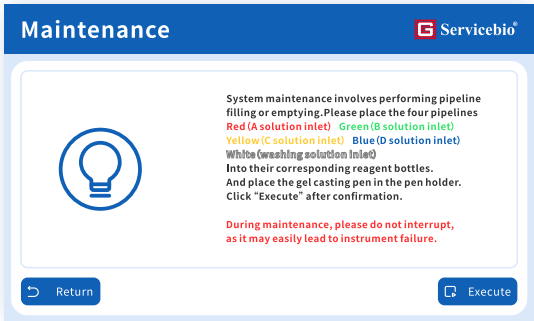 Maintenance
G Servicebio®
System maintenance involves performing pipeline
filling or emptying.Please place the four pipelines
Red(A solution inlet) Green(B solution inlet)
Yellow(C solution inlet) Blue(D solution inlet)
White(washing solution inlet)
Into their corresponding reagent bottles.
And place the gel casting pen in the pen holder.
Click “Execute” after confirmation.
During maintenance, please do not interrupt,
as it may easily lead to instrument failure.
Return
Execute